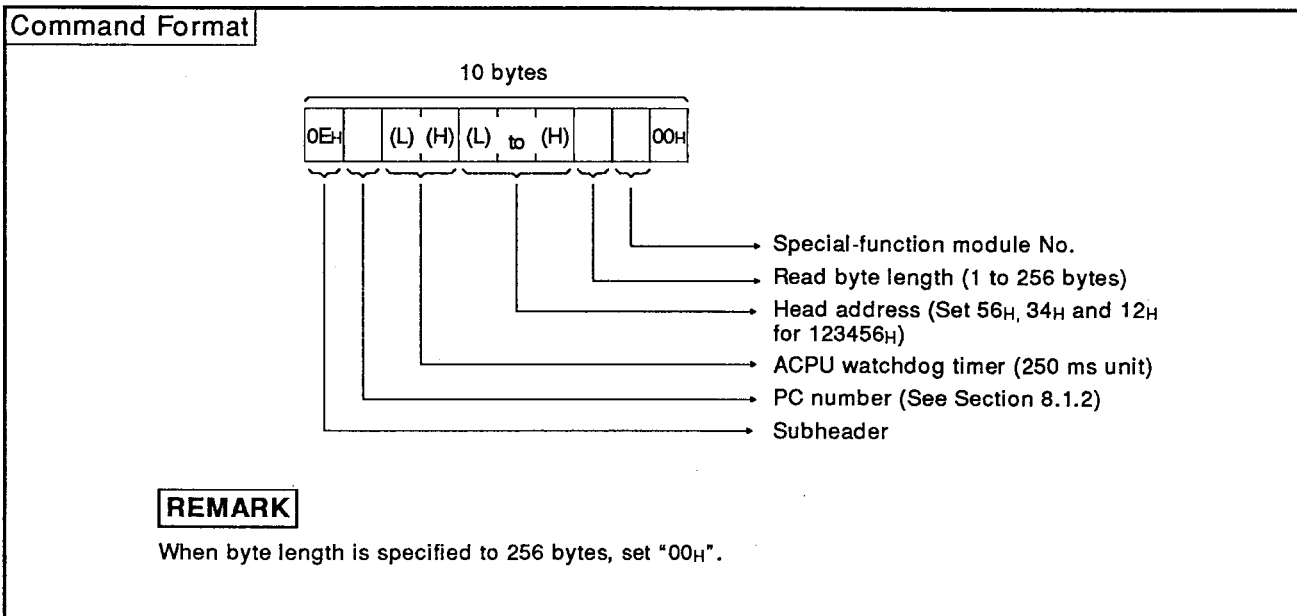 Command Format
10 bytes
0EH (L) (H) (L) to (H) 00H
Special-function module No.
Read byte length (1 to 256 bytes)
Head address (Set 56H, 34H and 12H
for 123456H)
ACPU watchdog timer (250 ms unit)
PC number (See Section 8.1.2)
Subheader
REMARK
When byte length is specified to 256 bytes, set "00H".